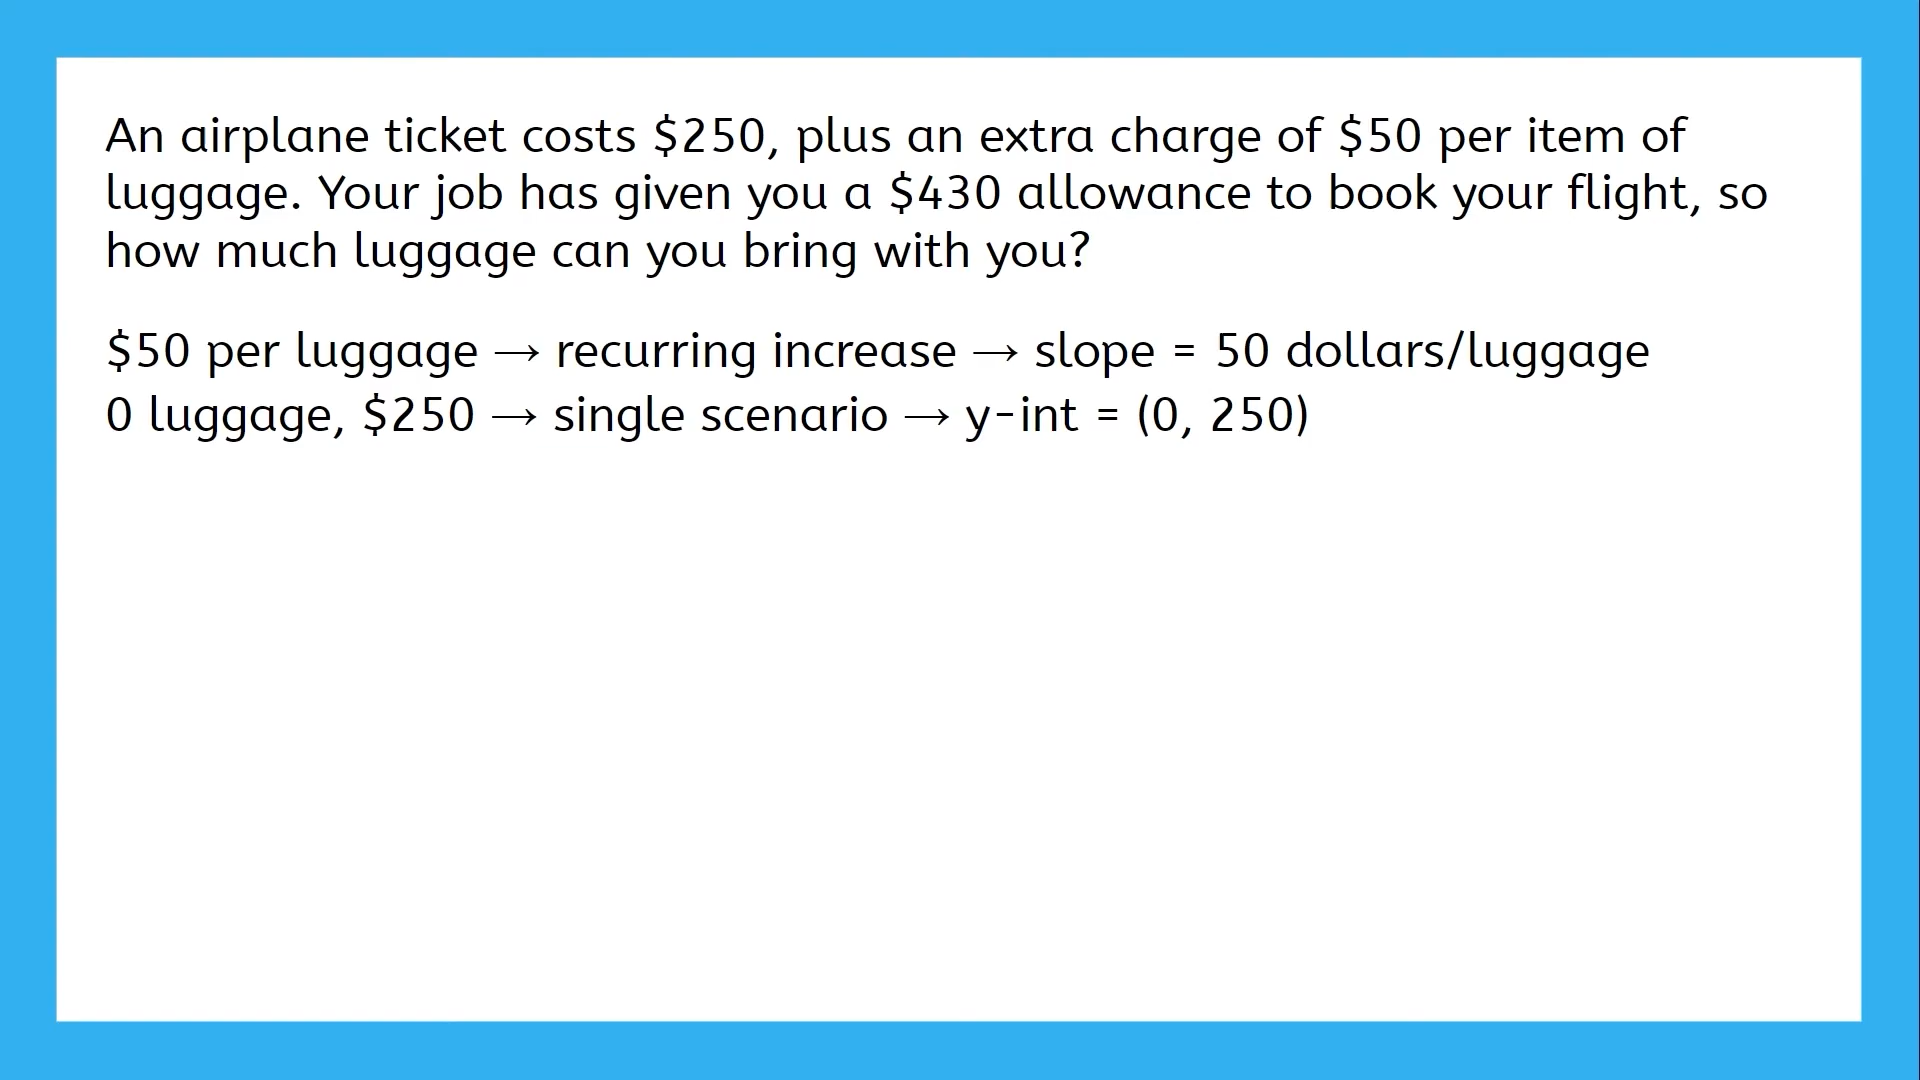 An airplane ticket costs $250, plus an extra charge of $50 per item of
luggage. Your job has given you a $430 allowance to book your flight, so
how much luggage can you bring with you?
$50 per luggage → recurring increase → slope = 50 dollars/luggage
0 luggage, $250 → single scenario → y-int = (0, 250)